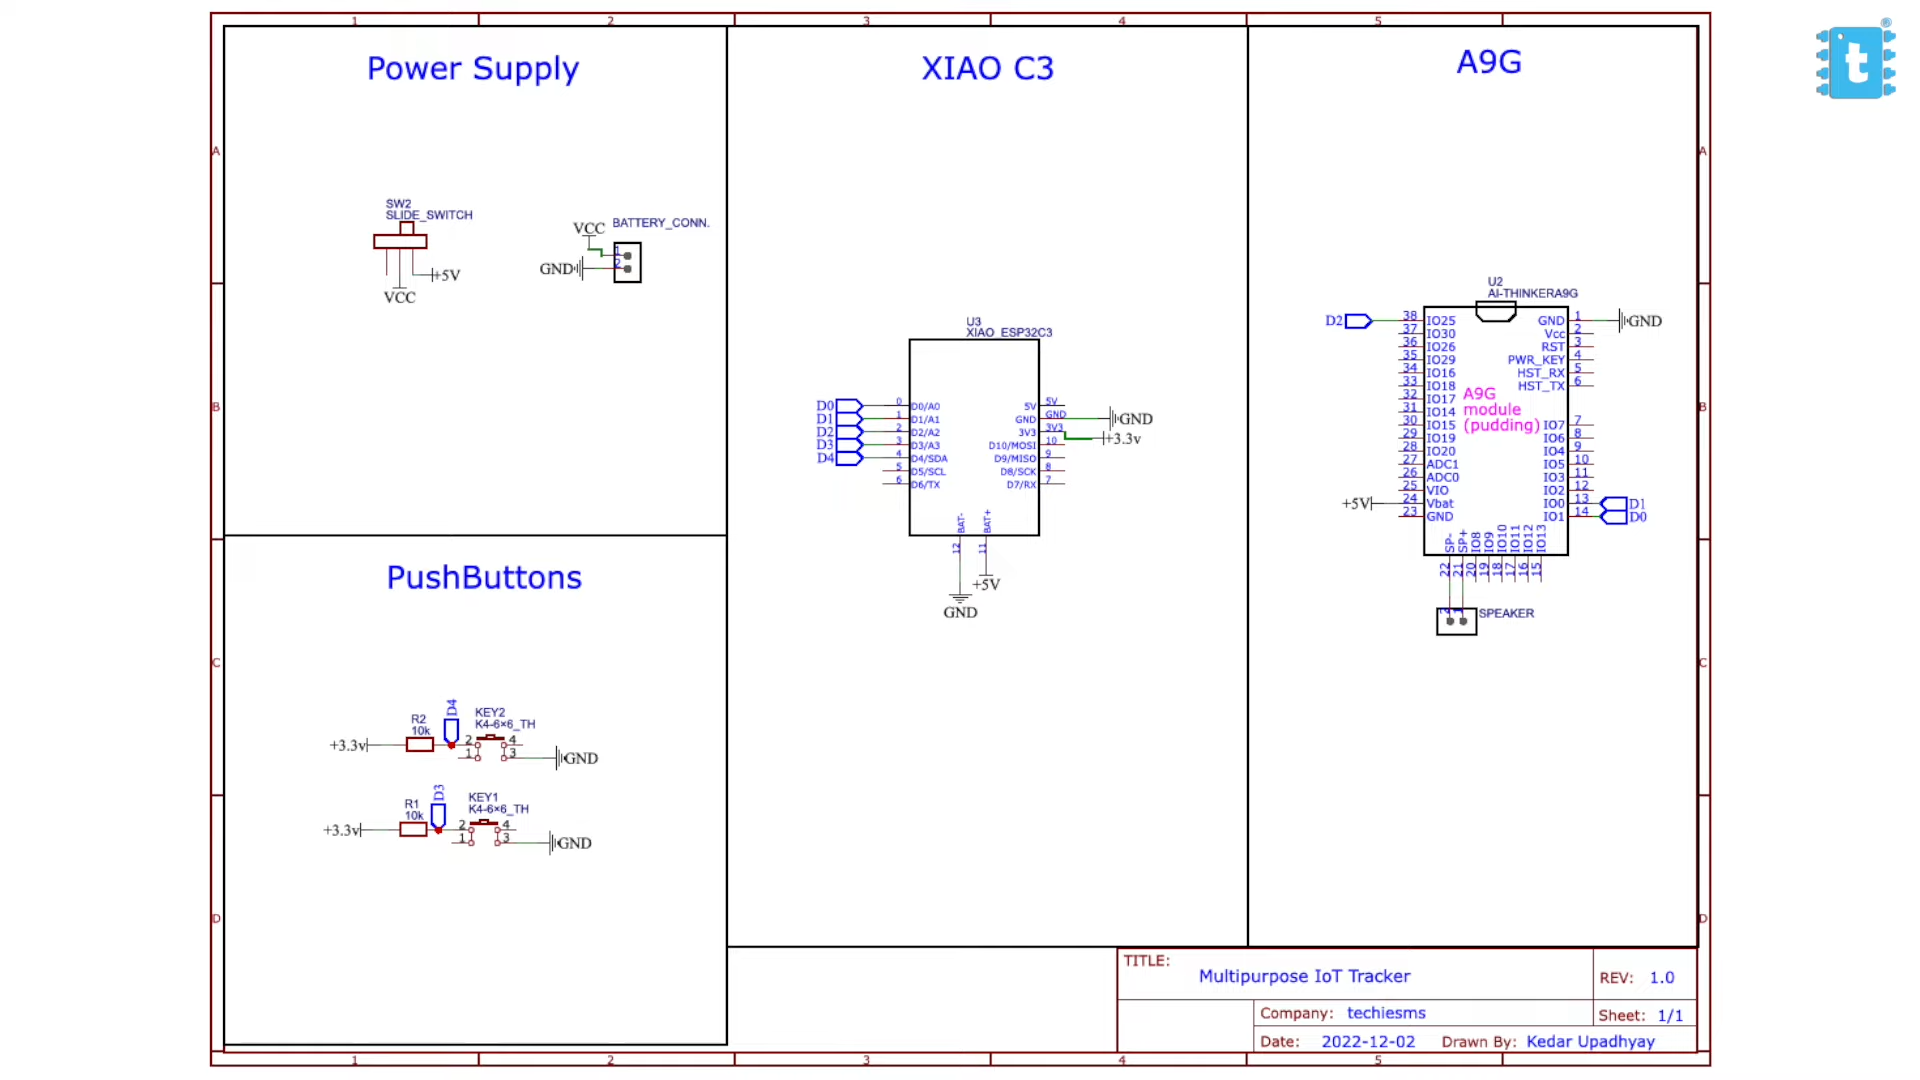 1 2 3 4 5
Power Supply
XIAO C3
A9G
t
®
A
A
SW2
SLIDE_SWITCH
+5V
VCC
VCC
BATTERY_CONN.
GND
1
2
B
B
U3
XIAO_ESP32C3
D0 0 D0/A0
D1 1 D1/A1
D2 2 D2/A2
D3 3 D3/A3
D4 4 D4/SDA
5 D5/SCL
6 D6/TX
5V 5V
GND GND GND
3V3 3V3 +3.3v
D10/MOSI 10
D9/MISO 9
D8/SCK 8
D7/RX 7
BAT- BAT+
12 11
+5V
GND
U2
AI-THINKERA9G
D2 38 IO25
37 IO30
36 IO26
35 IO29
34 IO16
33 IO18
32 IO17
31 IO14
30 IO15
29 IO19
28 IO20
27 ADC1
26 ADC0
25 VIO
+5V 24 Vbat
23 GND
A9G
module
(pudding)
GND 1 GND
Vcc 2
RST 3
PWR_KEY 4
HST_RX 5
HST_TX 6
IO7 7
IO6 8
IO4 9
IO5 10
IO3 11
IO2 12
IO0 13 D1
IO1 14 D0
SP- SP+ IO8 IO9 IO10 IO11 IO12 IO13
22 21 20 19 18 17 16 15
2 1
SPEAKER
PushButtons
C
C
D4
R2
10k
KEY2
K4-6×6_TH
+3.3v
2 4
1 3
GND
D3
R1
10k
KEY1
K4-6×6_TH
+3.3v
2 4
1 3
GND
D
D
TITLE:
Multipurpose IoT Tracker
REV: 1.0
Company: techiesms
Sheet: 1/1
Date: 2022-12-02 Drawn By: Kedar Upadhyay
1 2 3 4 5